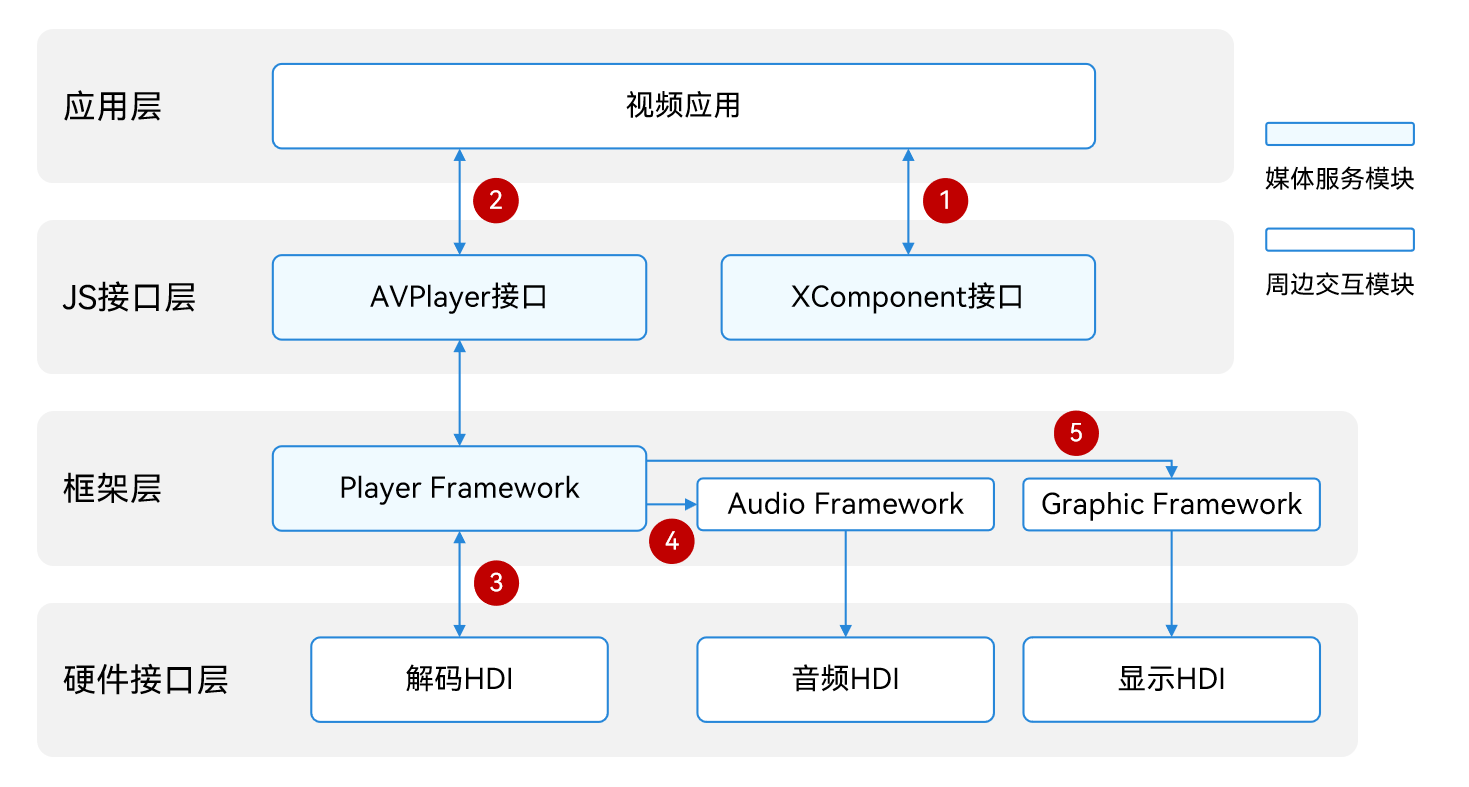 应用层
视频应用
媒体服务模块
2
1
周边交互模块
JS接口层
AVPlayer接口
XComponent接口
5
框架层
Player Framework
Audio Framework
Graphic Framework
4
3
硬件接口层
解码HDI
音频HDI
显示HDI